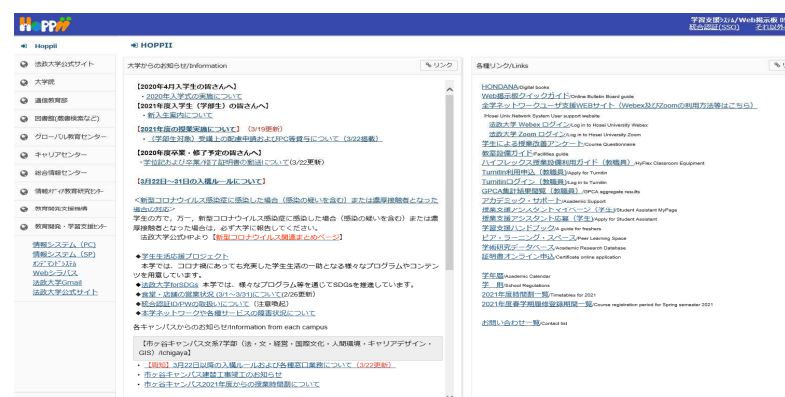 HOPPII
学習支援システム/Web掲示板
統合認証(SSO) それ以外
Hoppii
HOPPII
法政大学公式サイト
大学院
通信教育部
図書館(蔵書検索など)
グローバル教育センター
キャリアセンター
総合情報センター
情報メディア教育研究センター
教育開発支援機構
教育開発・学習支援センター
情報システム (PC)
情報システム (SP)
オンデマンドシステム
Webシラバス
法政大学Gmail
法政大学公式サイト
大学からのお知らせ/Information
リンク
【2020年4月入学生の皆さんへ】
・2020年入学式の実施について
【2021年度入学生（学部生）の皆さんへ】
・新入生案内について
【2021年度の授業実施について】 (3/19更新)
・（学部生対象）受講上の配慮申請およびPC等貸与について（3/22掲載）
【2020年度卒業・修了予定の皆さんへ】
・学位記および卒業/修了証明書の郵送について(3/22更新)
【3月22日～31日の入構ルールについて】
＜新型コロナウイルス感染症に感染した場合（感染の疑いを含む）または濃厚接触者となった
場合の対応＞
学生の方で、万一、新型コロナウイルス感染症に感染した場合（感染の疑いを含む）または濃
厚接触者となった場合は、必ず大学に報告してください。
法政大学公式HPより【新型コロナウイルス関連まとめページ】
◆学生生活応援プロジェクト
本学では、コロナ禍にあっても充実した学生生活の一助となる様々なプログラムやコンテン
ツを用意しています。
◆法政大学forSDGs 本学では、様々なプログラム等を通じてSDGsを推進しています。
◆食堂・店舗の営業状況 (3/1～3/31)について(2/26更新)
◆統合認証ID/PWの取扱いについて （注意喚起）
◆本学ネットワークや各種サービスの障害状況について
各キャンパスからのお知らせ/Information from each campus
【市ヶ谷キャンパス文系7学部（法・文・経営・国際文化・人間環境・キャリアデザイン・
GIS）/Ichigaya】
・【周知】3月22日以降の入構ルールおよび各種窓口業務について（3/22更新）
・市ヶ谷キャンパス建替工事竣工のお知らせ
・市ヶ谷キャンパス2021年度からの授業時間割について
各種リンク/Links
HONDANA/Digital books
Web掲示板クイックガイド/Online Bulletin Board guide
全学ネットワークユーザ支援WEBサイト（Webex及びZoomの利用方法等はこちら）
/Hosei Univ Network System User support website
法政大学 Webex ログイン/Log in to Hosei University Webex
法政大学 Zoom ログイン/Log in to Hosei University Zoom
学生による授業改善アンケート/Course Questionnaire
教室設備ガイド/Facilities guide
ハイフレックス授業設備利用ガイド（教職員）/HyFlex Classroom Equipment
Turnitin利用申込（教職員）/Apply for Turnitin
Turnitinログイン（教職員）/Log in to Turnitin
GPCA集計結果閲覧（教職員）/GPCA aggregate results
アカデミック・サポート/Academic Support
授業支援アシスタントマイページ（学生）/Student Assistant MyPage
授業支援アシスタント応募（学生）/Apply for Student Assistant
学習支援ハンドブック/A guide for freshers
ピア・ラーニング・スペース/Peer Learning Space
学術研究データベース/Academic Research Database
証明書オンライン申込/Certificate online application
学年暦/Academic Calendar
学　則/School Regulations
2021年度時間割一覧/Timetables for 2021
2021年度春学期履修登録期間一覧/Course registration period for Spring semester 2021
お問い合わせ一覧/Contact list